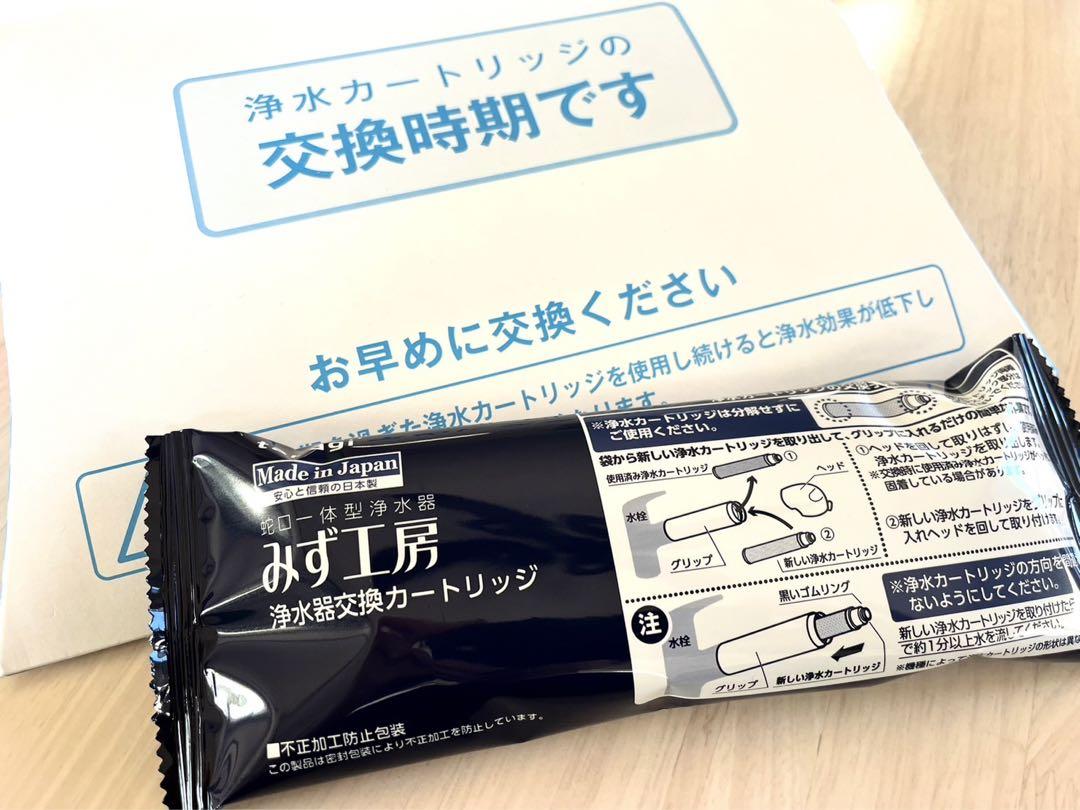 浄水カートリッジの
交換時期です
お早めに交換ください
浄水カートリッジを使用し続けると浄水効果が低下し
Made in Japan
安心と信頼の日本製
蛇口一体型浄水器
みず工房
浄水器交換カートリッジ
■不正加工防止包装
この製品は密封包装により不正加工を防止しています。
※浄水カートリッジは分解せずに
ご使用ください。
袋から新しい浄水カートリッジを取り出して、グリップに入れるだけの簡単
使用済み浄水カートリッジ
①
ヘッド
水栓
グリップ
②
新しい浄水カートリッジ
①ヘッドを回して取りはずし
浄水カートリッジを取り出
※交換時に使用済み浄水カートリッジが
固着している場合があり
②新しい浄水カートリッジを
入れヘッドを回して取り付けます
注
水栓
黒いゴムリング
グリップ
新しい浄水カートリッジ
※浄水カートリッジの方向を
ないようにしてください。
新しい浄水カートリッジを取り付けた
で約1分以上水を流してください。
※機種によって
カートリッジの形状は異な